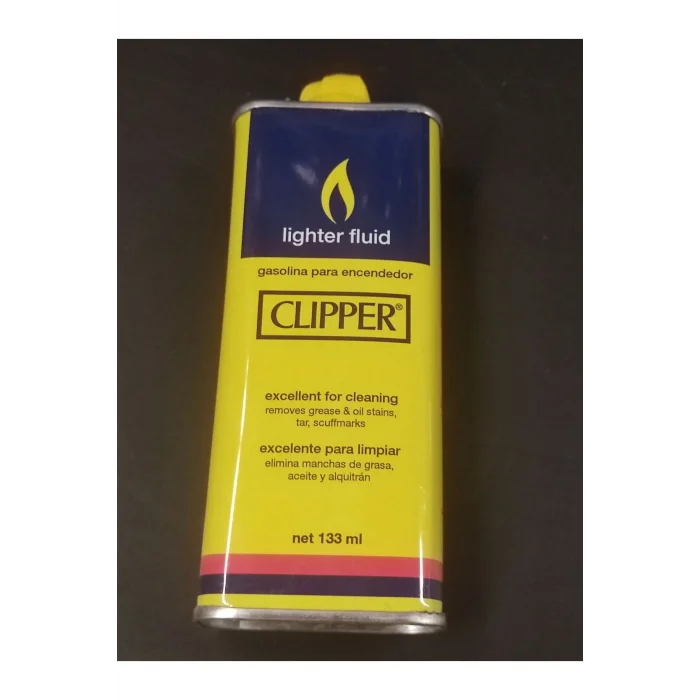 lighter fluid
gasolina para encendedor
CLIPPER®
excellent for cleaning
removes grease & oil stains,
tar, scuffmarks
excelente para limpiar
elimina manchas de grasa,
aceite y alquitrán
net 133 ml